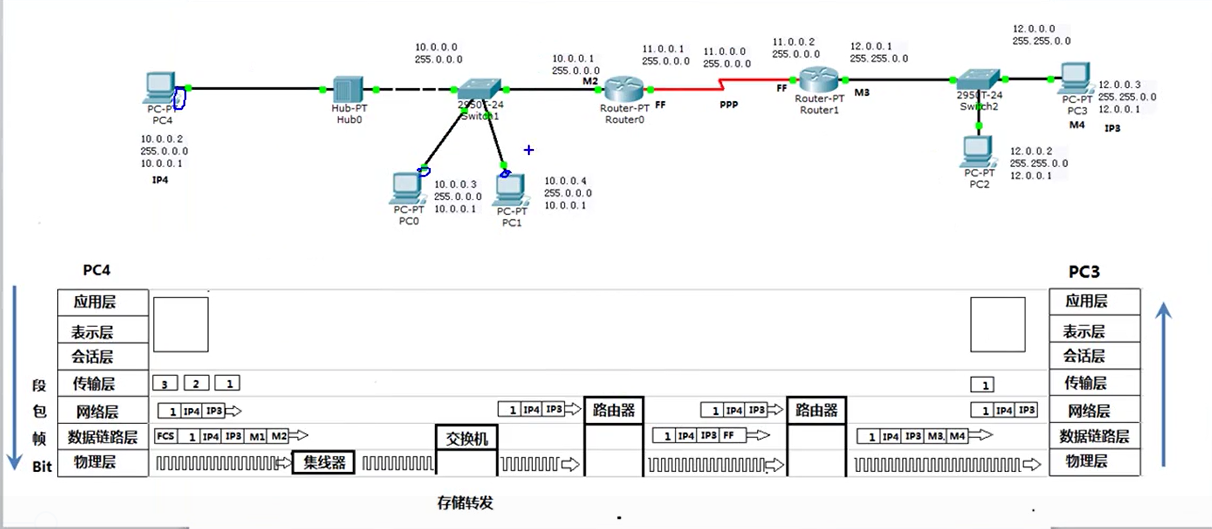 12.0.0.0
255.255.0.0
10.0.0.0
255.0.0.0
10.0.0.1
255.0.0.0
M2
11.0.0.1
255.0.0.0
11.0.0.0
255.0.0.0
11.0.0.2
255.0.0.0
12.0.0.1
255.255.0.0
PC-PT
PC4
Hub-PT
Hub0
2950T-24
Switch1
Router-PT
Router0
FF
PPP
FF
Router-PT
Router1
M3
2950T-24
Switch2
PC-PT
PC3
M4
12.0.0.3
255.255.0.0
12.0.0.1
IP3
10.0.0.2
255.0.0.0
10.0.0.1
IP4
PC-PT
PC0
10.0.0.3
255.0.0.0
10.0.0.1
PC-PT
PC1
10.0.0.4
255.0.0.0
10.0.0.1
PC-PT
PC2
12.0.0.2
255.255.0.0
12.0.0.1
PC4
PC3
应用层
应用层
表示层
表示层
会话层
会话层
段 传输层 3 2 1
1 传输层
包 网络层 1 IP4 IP3
1 IP4 IP3 路由器 1 IP4 IP3 路由器
1 IP4 IP3 网络层
帧 数据链路层 FCS 1 IP4 IP3 M1 M2
交换机 1 IP4 IP3 FF
1 IP4 IP3 M3 M4 数据链路层
Bit 物理层 集线器
物理层
存储转发